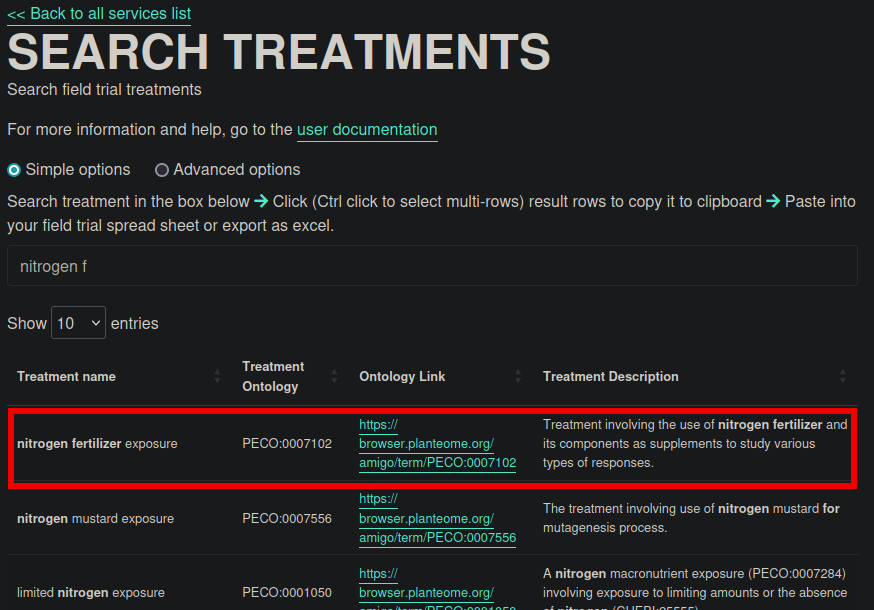 << Back to all services list
SEARCH TREATMENTS
Search field trial treatments
For more information and help, go to the user documentation
Simple options Advanced options
Search treatment in the box below → Click (Ctrl click to select multi-rows) result rows to copy it to clipboard → Paste into
your field trial spread sheet or export as excel.
nitrogen f
Show 10 entries
Treatment name
Treatment
Ontology
Ontology Link
Treatment Description
nitrogen fertilizer exposure
PECO:0007102
https://
browser.planteome.org/
amigo/term/PECO:0007102
Treatment involving the use of nitrogen fertilizer and
its components as supplements to study various
types of responses.
nitrogen mustard exposure
PECO:0007556
https://
browser.planteome.org/
amigo/term/PECO:0007556
The treatment involving use of nitrogen mustard for
mutagenesis process.
limited nitrogen exposure
PECO:0001050
https://
browser.planteome.org/
amigo/term/PECO:0001050
A nitrogen macronutrient exposure (PECO:0007284)
involving exposure to limiting amounts or the absence
of nitrogen (CHEBI:25555)